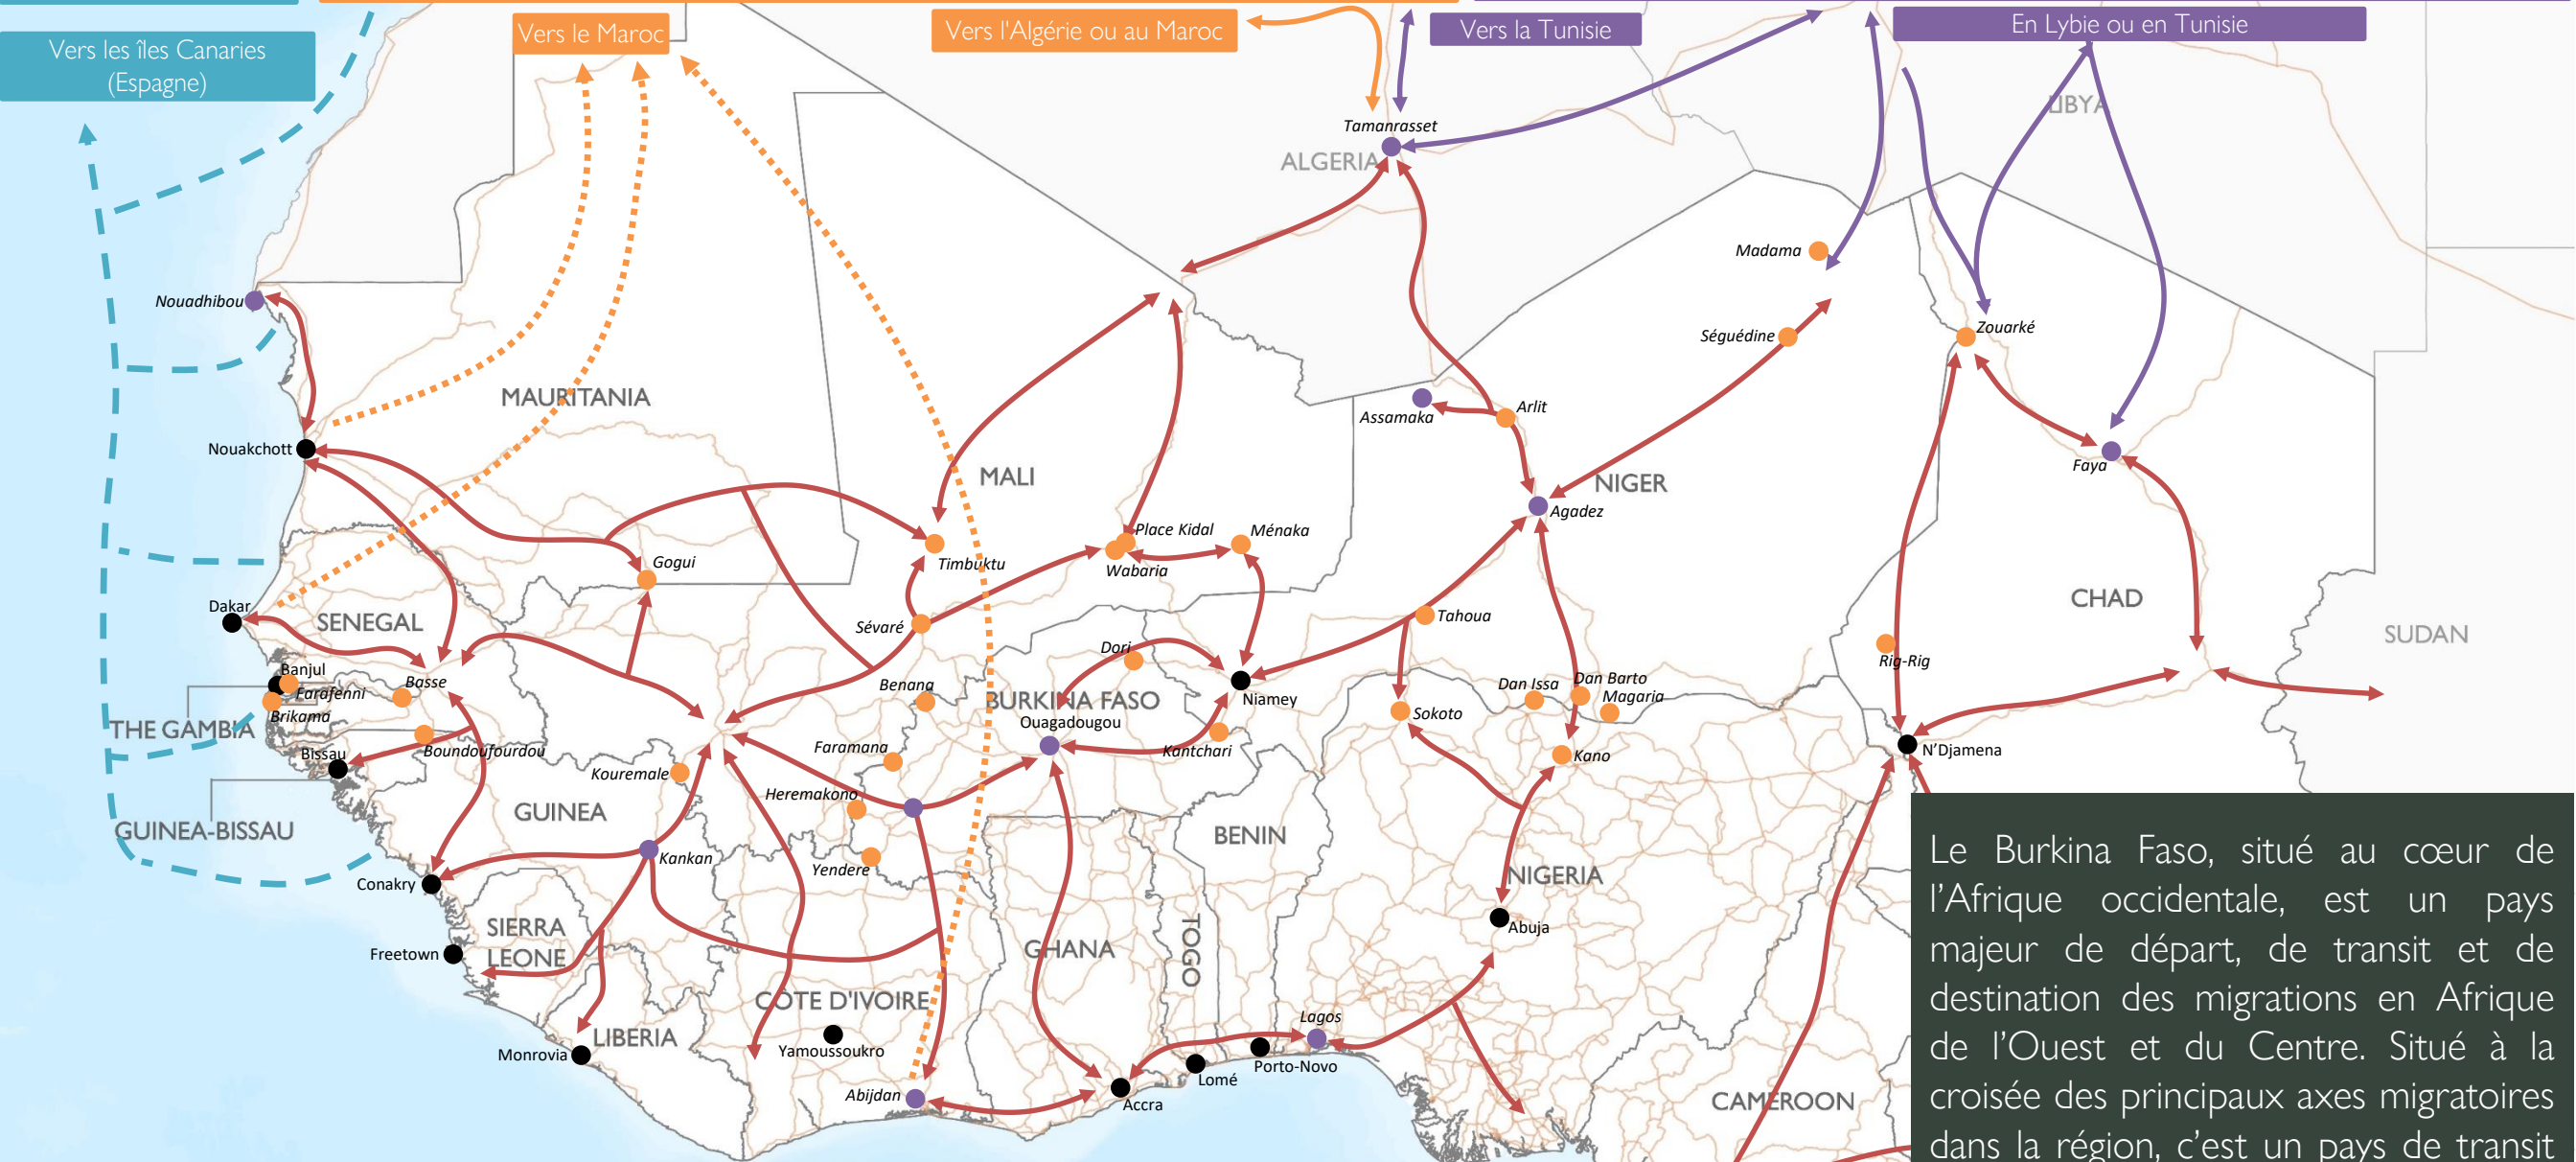 Vers les îles Canaries
(Espagne)
Vers le Maroc
Vers l'Algérie ou au Maroc
Vers la Tunisie
En Lybie ou en Tunisie
LIBYA
Tamanrasset
ALGERIA
Madama
Nouadhibou
Zouarké
Séguédine
MAURITANIA
Arlit
Assamaka
Nouakchott
MALI
Faya
NIGER
Agadez
Place Kidal
Ménaka
Gogui
Timbuktu
Wabaria
CHAD
Dakar
SENEGAL
Sévaré
Tahoua
SUDAN
Dori
Rig-Rig
Banjul
Farafenni
Basse
Benana
BURKINA FASO
Niamey
Dan Issa
Dan Barto
Magaria
Brikama
THE GAMBIA
Ouagadougou
Sokoto
Bissau
Boundoufourdou
Faramana
Kantchari
Kano
N'Djamena
Kouremale
Heremakono
GUINEA
GUINEA-BISSAU
BENIN
Kankan
Yendere
Conakry
NIGERIA
SIERRA
LEONE
Freetown
GHANA
TOGO
Abuja
COTE D'IVOIRE
LIBERIA
Yamoussoukro
Monrovia
Lagos
Porto-Novo
Lomé
Abijdan
Accra
CAMEROON
Le Burkina Faso, situé au cœur de
l’Afrique occidentale, est un pays
majeur de départ, de transit et de
destination des migrations en Afrique
de l’Ouest et du Centre. Situé à la
croisée des principaux axes migratoires
dans la région, c’est un pays de transit